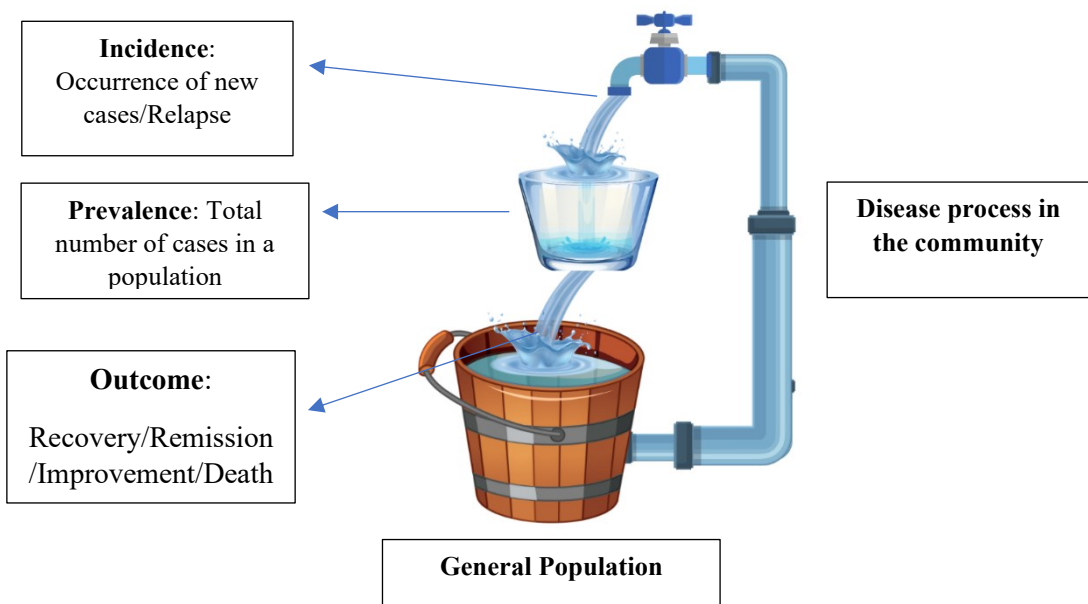 Incidence:
Occurrence of new
cases/Relapse
Prevalence: Total
number of cases in a
population
Outcome:
Recovery/Remission
/Improvement/Death
Disease process in
the community
General Population